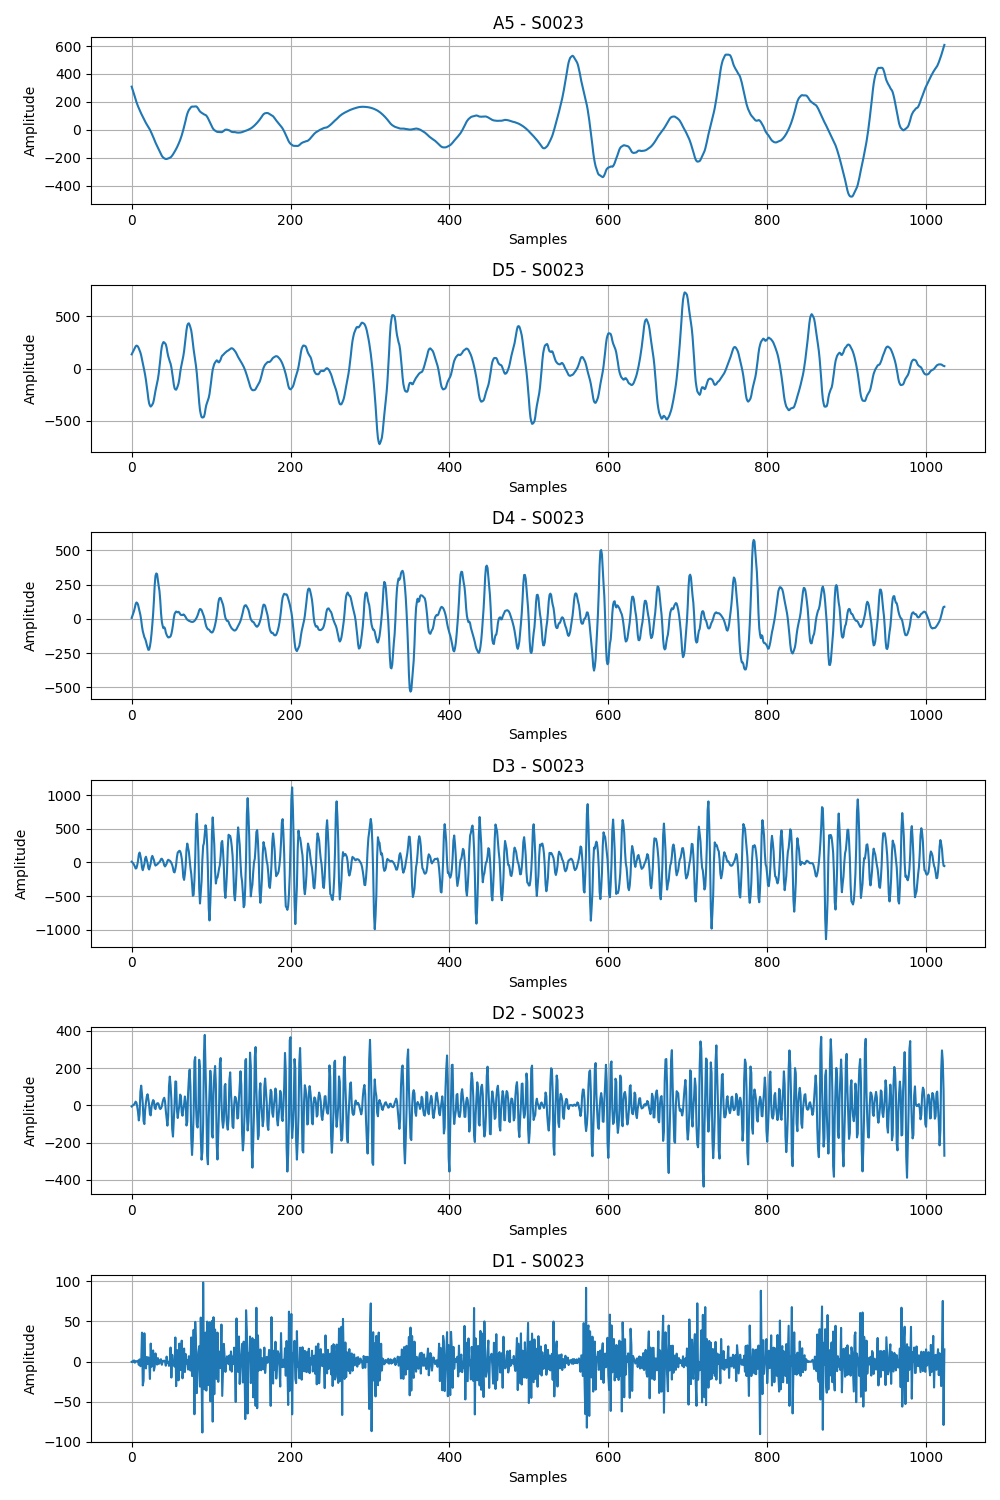 A5 - S0023
600
400
200
0
−200
−400
Amplitude
0 200 400 600 800 1000
Samples
D5 - S0023
500
0
−500
Amplitude
0 200 400 600 800 1000
Samples
D4 - S0023
500
250
0
−250
−500
Amplitude
0 200 400 600 800 1000
Samples
D3 - S0023
1000
500
0
−500
−1000
Amplitude
0 200 400 600 800 1000
Samples
D2 - S0023
400
200
0
−200
−400
Amplitude
0 200 400 600 800 1000
Samples
D1 - S0023
100
50
0
−50
−100
Amplitude
0 200 400 600 800 1000
Samples